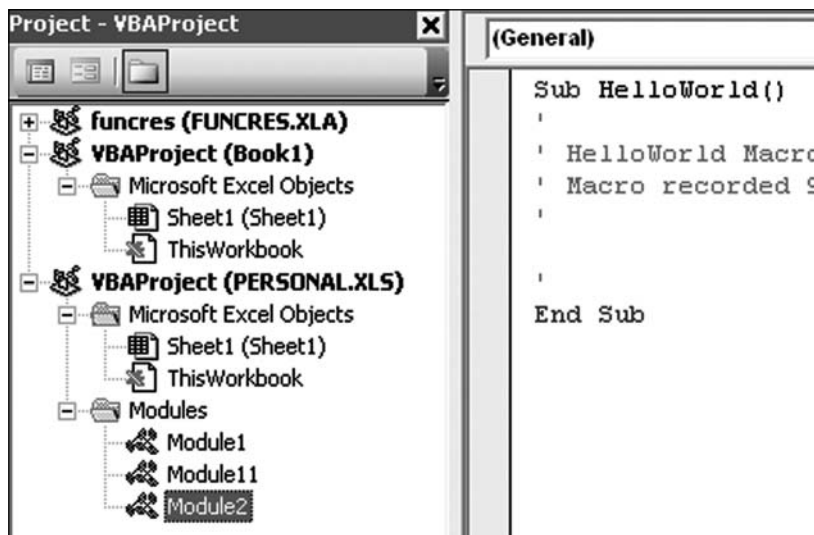 Project - VBAProject
funcres (FUNCRES.XLA)
VBAProject (Book1)
Microsoft Excel Objects
Sheet1 (Sheet1)
ThisWorkbook
VBAProject (PERSONAL.XLS)
Microsoft Excel Objects
Sheet1 (Sheet1)
ThisWorkbook
Modules
Module1
Module11
Module2
(General)
Sub HelloWorld()
'
' HelloWorld Macro
' Macro recorded 9
'
'
End Sub